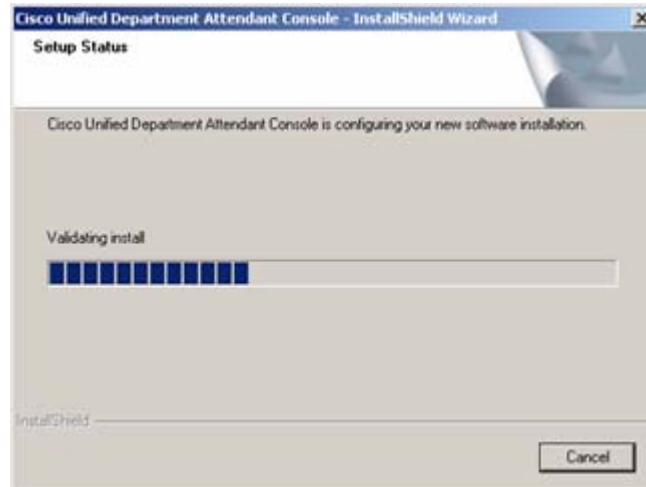 Cisco Unified Department Attendant Console - InstallShield Wizard
Setup Status
Cisco Unified Department Attendant Console is configuring your new software installation.
Validating install
InstallShield
Cancel